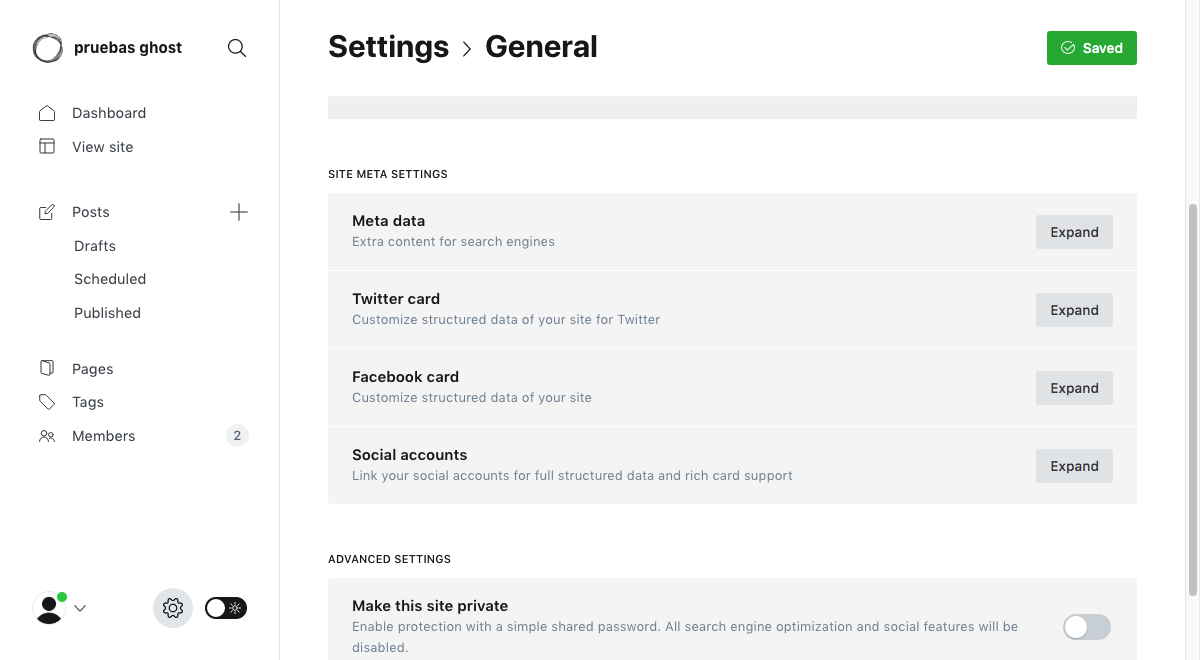 pruebas ghost
Settings > General
Saved
Dashboard
View site
Posts
Drafts
Scheduled
Published
Pages
Tags
Members
2
SITE META SETTINGS
Meta data
Extra content for search engines
Expand
Twitter card
Customize structured data of your site for Twitter
Expand
Facebook card
Customize structured data of your site
Expand
Social accounts
Link your social accounts for full structured data and rich card support
Expand
ADVANCED SETTINGS
Make this site private
Enable protection with a simple shared password. All search engine optimization and social features will be
disabled.